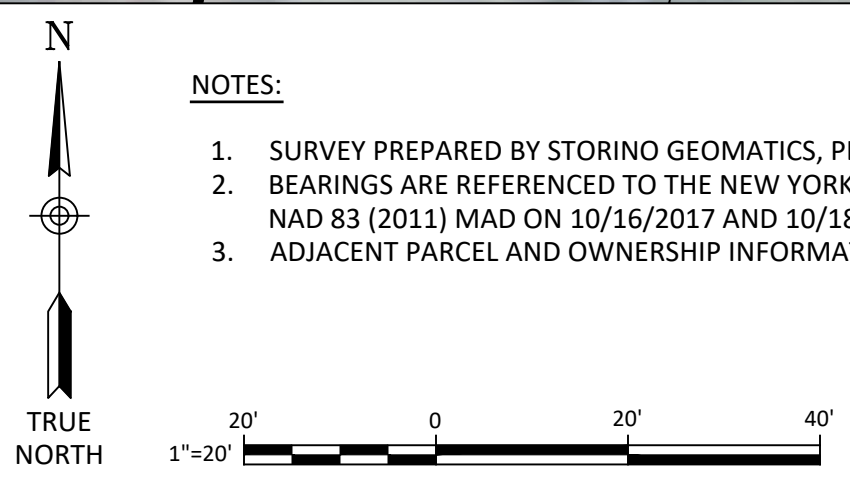 N
NOTES:
1. SURVEY PREPARED BY STORINO GEOMATICS,
2. BEARINGS ARE REFERENCED TO THE NEW YORK
NAD 83 (2011) MAD ON 10/16/2017 AND
3. ADJACENT PARCEL AND OWNERSHIP
TRUE
NORTH
20' 0 20' 40'
1"=20'